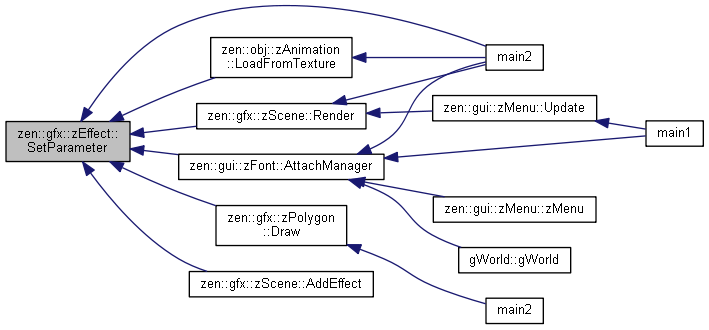 zen::gfx::zEffect::
SetParameter
zen::obj::zAnimation
::LoadFromTexture
main2
zen::gfx::zScene::Render
zen::gui::zMenu::Update
main1
zen::gui::zFont::AttachManager
zen::gui::zMenu::zMenu
zen::gfx::zPolygon
::Draw
gWorld::gWorld
zen::gfx::zScene::AddEffect
main2